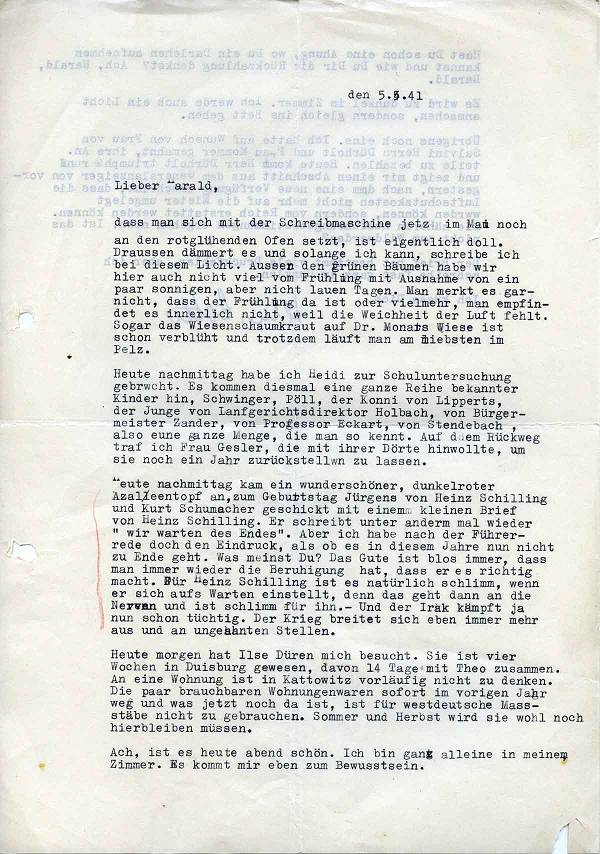 den 5.5.41
Lieber Harald,
dass man sich mit der Schreibmaschine jetz im Mai noch
an den rotglühenden Ofen setzt, ist eigentlich doll.
Draussen dämmert es und solange ich kann, schreibe ich
bei diesem Licht. Ausser den grünen Bäumen habe wir
hier auch nicht viel vom Frühling mit Ausnahme von ein
paar sonnigen, aber nicht lauen Tagen. Man merkt es gar-
nicht, dass der Frühling da ist oder vielmehr, man empfin-
det es innerlich nicht, weil die Weichheit der Luft fehlt.
Sogar das Wiesenschaumkraut auf Dr. Monats Wiese ist
schon verblüht und trotzdem läuft man am liebsten im
Pelz.
Heute nachmittag habe ich Heidi zur Schuluntersuchung
gebrwcht. Es kommen diesmal eine ganze Reihe bekannter
Kinder hin, Schwinger, Pöll, der Konni von Lipperts,
der Junge von Lanfgerichtsdirektor Holbach, von Bürger-
meister Zander, von Professor Eckart, von Stendebach ,
also eune ganze Menge, die man so kennt. Auf dem Rückweg
traf ich Frau Gesler, die mit ihrer Dörte hinwollte, um
sie noch ein Jahr zurückstellwn zu lassen.
Heute nachmittag kam ein wunderschöner, dunkelroter
Azaleentopf an,zum Geburtstag Jürgens von Heinz Schilling
und Kurt Schumacher geschickt mit einem kleinen Brief
von Heinz Schilling. Er schreibt unter anderm mal wieder
" wir warten des Endes". Aber ich habe nach der Führer-
rede doch den Eindruck, als ob es in diesem Jahre nun nicht
zu Ende geht. Was meinst Du? Das Gute ist blos immer, dass
man immer wieder die Beruhigung hat, dass er es richtig
macht. Für Heinz Schilling ist es natürlich schlimm, wenn
er sich aufs Warten einstellt, denn das geht dann an die
Nerven und ist schlimm für ihn.- Und der Irak kämpft ja
nun schon tüchtig. Der Krieg breitet sich eben immer mehr
aus und an ungeahnten Stellen.
Heute morgen hat Ilse Düren mich besucht. Sie ist vier
Wochen in Duisburg gewesen, davon 14 Tage mit Theo zusammen.
An eine Wohnung ist in Kattowitz vorläufig nicht zu denken.
Die paar brauchbaren Wohnungenwaren sofort im vorigen Jahr
weg und was jetzt noch da ist, ist für westdeutsche Mass-
stäbe nicht zu gebrauchen. Sommer und Herbst wird sie wohl noch
hierbleiben müssen.
Ach, ist es heute abend schön. Ich bin ganz alleine in meinem
Zimmer. Es kommt mir eben zum Bewusstsein.